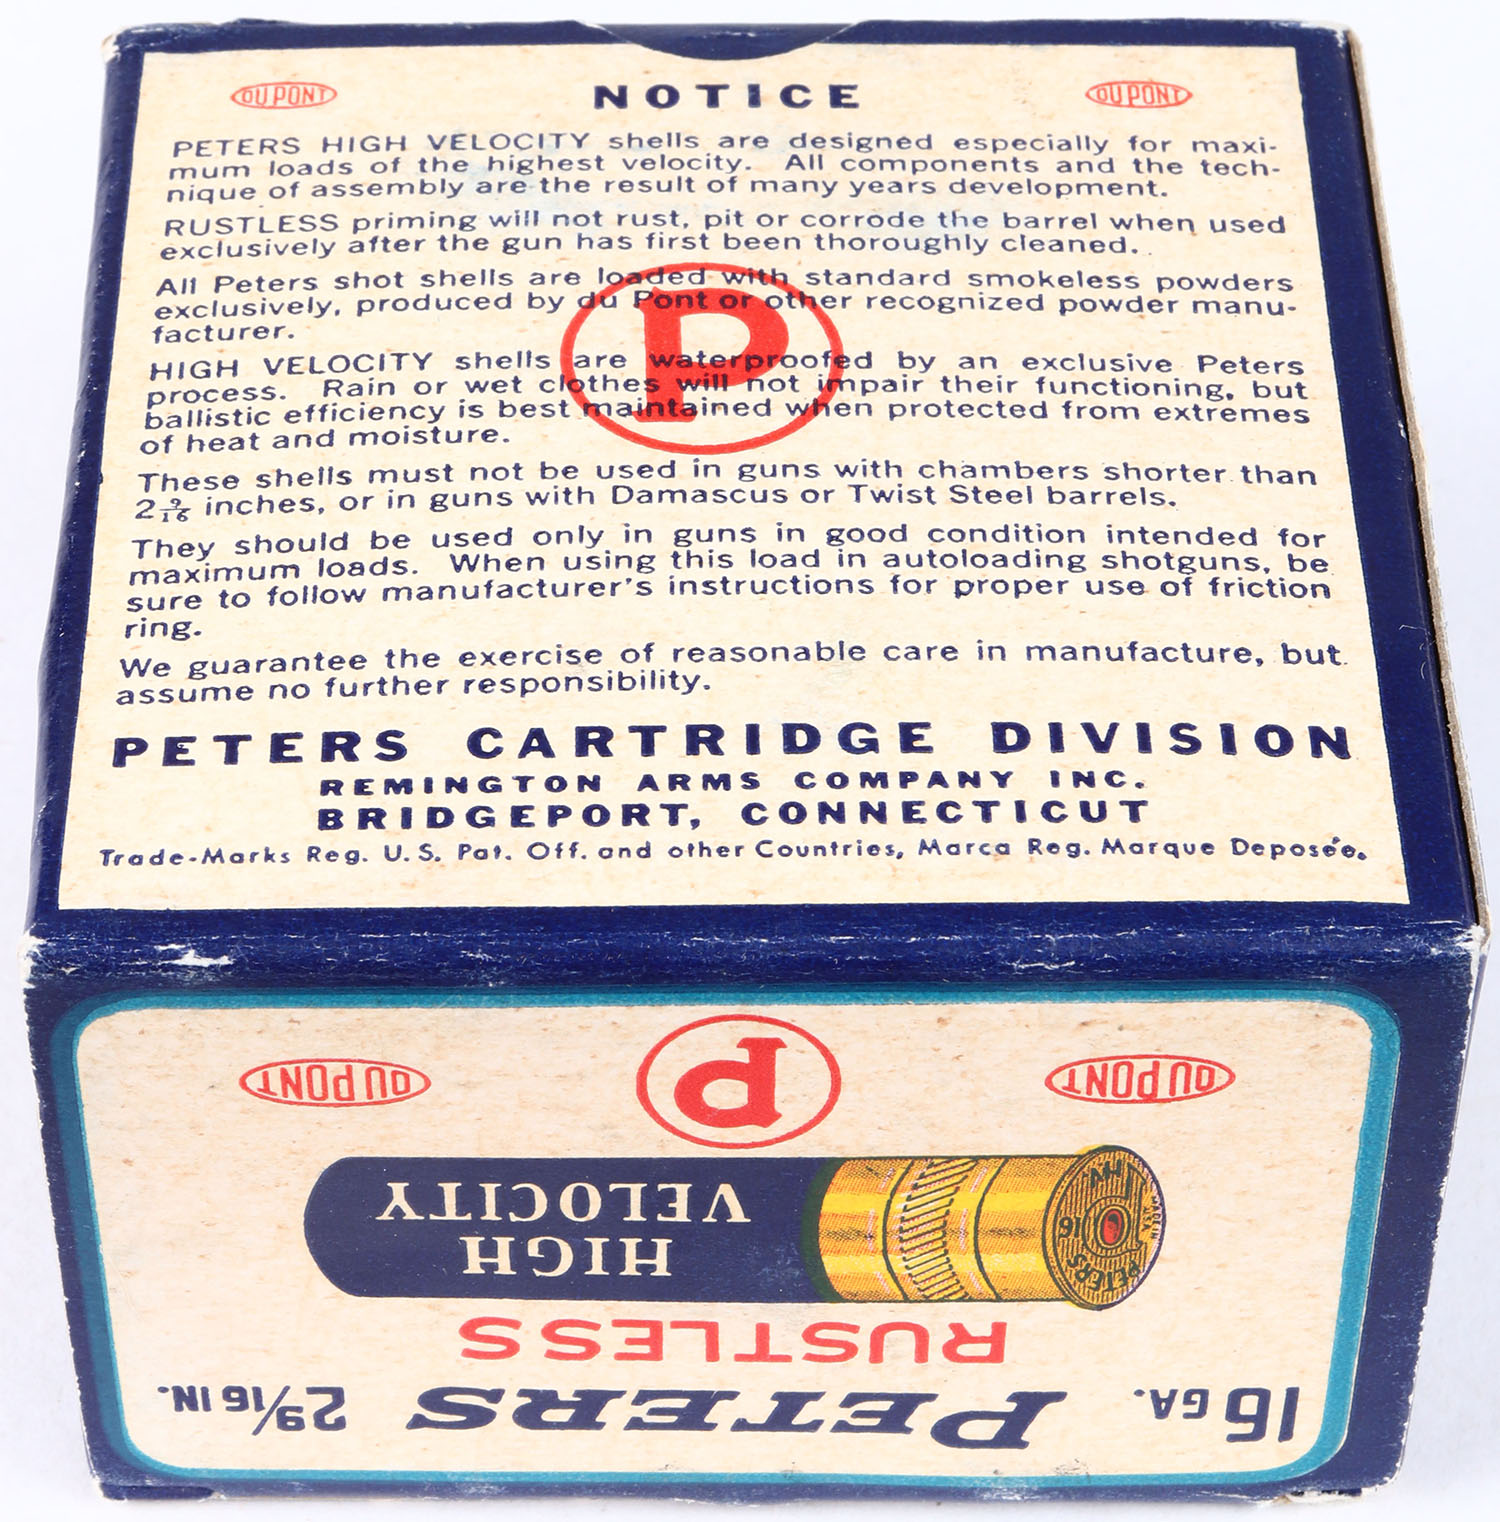 DU PONT NOTICE DU PONT
PETERS HIGH VELOCITY shells are designed especially for maxi-
mum loads of the highest velocity. All components and the tech-
nique of assembly are the result of many years development.
RUSTLESS priming will not rust, pit or corrode the barrel when used
exclusively after the gun has first been thoroughly cleaned.
All Peters shot shells are loaded with standard smokeless powders
exclusively, produced by du Pont or other recognized powder manu-
facturer.
P
HIGH VELOCITY shells are waterproofed by an exclusive Peters
process. Rain or wet clothes will not impair their functioning, but
ballistic efficiency is best maintained when protected from extremes
of heat and moisture.
These shells must not be used in guns with chambers shorter than
2 9/16 inches, or in guns with Damascus or Twist Steel barrels.
They should be used only in guns in good condition intended for
maximum loads. When using this load in autoloading shotguns, be
sure to follow manufacturer's instructions for proper use of friction
ring.
We guarantee the exercise of reasonable care in manufacture, but
assume no further responsibility.
PETERS CARTRIDGE DIVISION
REMINGTON ARMS COMPANY INC.
BRIDGEPORT, CONNECTICUT
Trade-Marks Reg. U.S. Pat. Off. and other Countries, Marca Reg. Marque Deposée.
16 GA. PETERS 2 9/16 IN.
RUSTLESS
HIGH
VELOCITY
PETERS
16
HV
MADE IN
U.S.A.
DU PONT P DU PONT